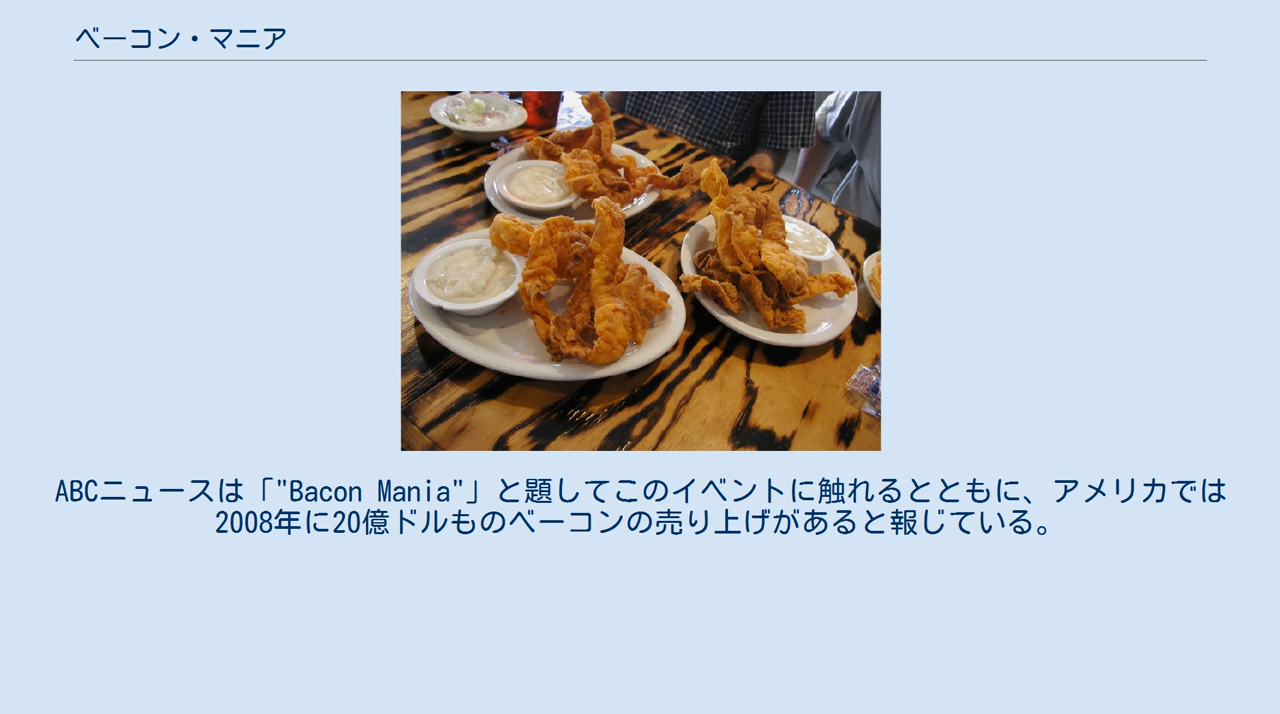 ベーコン・マニア
ABCニュースは「"Bacon Mania"」と題してこのイベントに触れるとともに、アメリカでは
2008年に20億ドルものベーコンの売り上げがあると報じている。